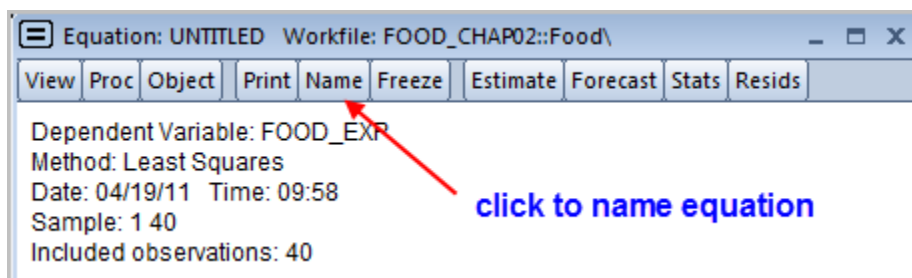 Equation: UNTITLED Workfile: FOOD_CHAP02::Food\
View Proc Object Print Name Freeze Estimate Forecast Stats Resids
Dependent Variable: FOOD_EXP
Method: Least Squares
Date: 04/19/11 Time: 09:58
Sample: 1 40
Included observations: 40
click to name equation